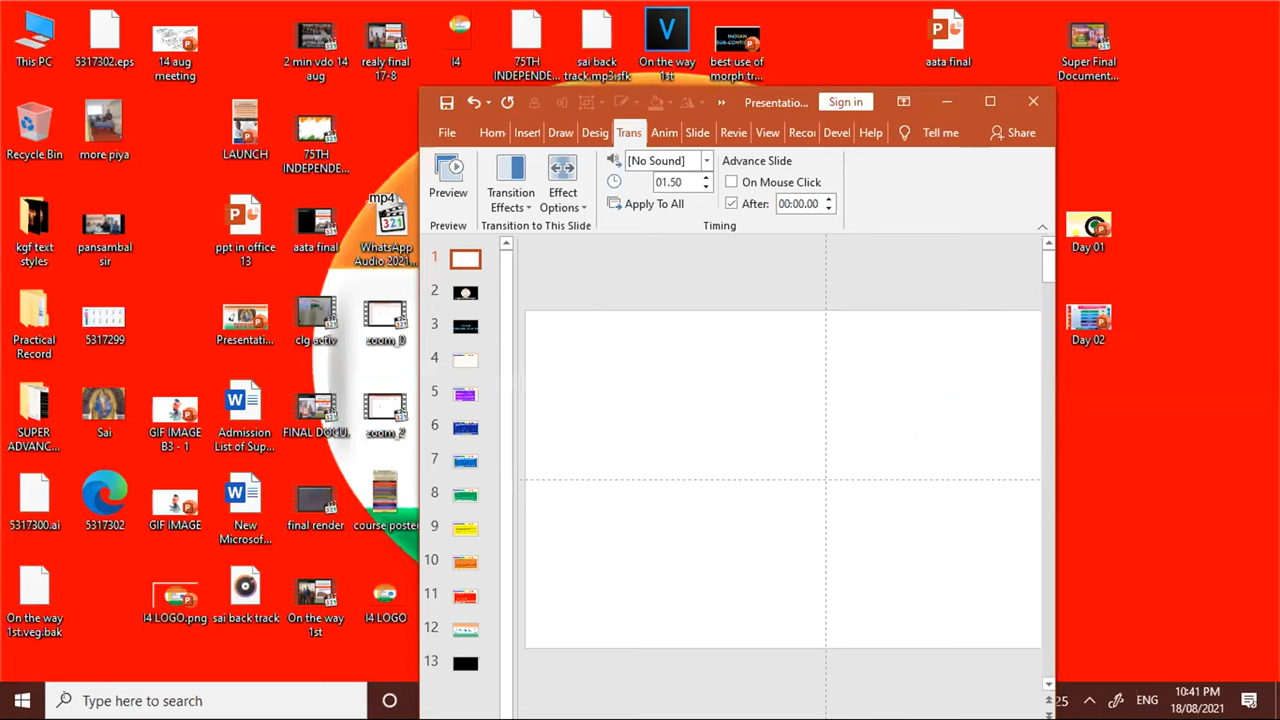 This PC
5317302.eps
14 aug
meeting
2 min vdo 14
aug
realy final
17-8
I4
75TH
INDEPENDE...
sai back
track.mp3.sfk
V
On the way
1st
INDIAN
SUB-CONTI
best use of
morph tr...
aata final
Super Final
Document...
Recycle Bin
more piya
LAUNCH
75TH
INDEPENDE...
kgf text
styles
pansambal
sir
ppt in office
13
aata final
.mp4
WhatsApp
Audio 2021...
Practical
Record
5317299
Presentati...
clg activ
zoom_0
SUPER
ADVANC...
Sai
GIF IMAGE
B3 - 1
Admission
List of Sup...
FINAL DOCU...
zoom_2
5317300.ai
5317302
GIF IMAGE
New
Microsof...
final render
course poster
On the way
1st.veg.bak
I4 LOGO.png
sai back track
On the way
1st
I4 LOGO
Day 01
Day 02
Presentatio...
Sign in
File
Hom
Insert
Draw
Desig
Trans
Anim
Slide
Revie
View
Recor
Devel
Help
Tell me
Share
Preview
Transition
Effects
Effect
Options
[No Sound]
01.50
Apply To All
Advance Slide
On Mouse Click
After: 00:00.00
Preview
Transition to This Slide
Timing
1
2
3
4
5
6
7
8
9
10
11
12
13
Type here to search
25
ENG
10:41 PM
18/08/2021